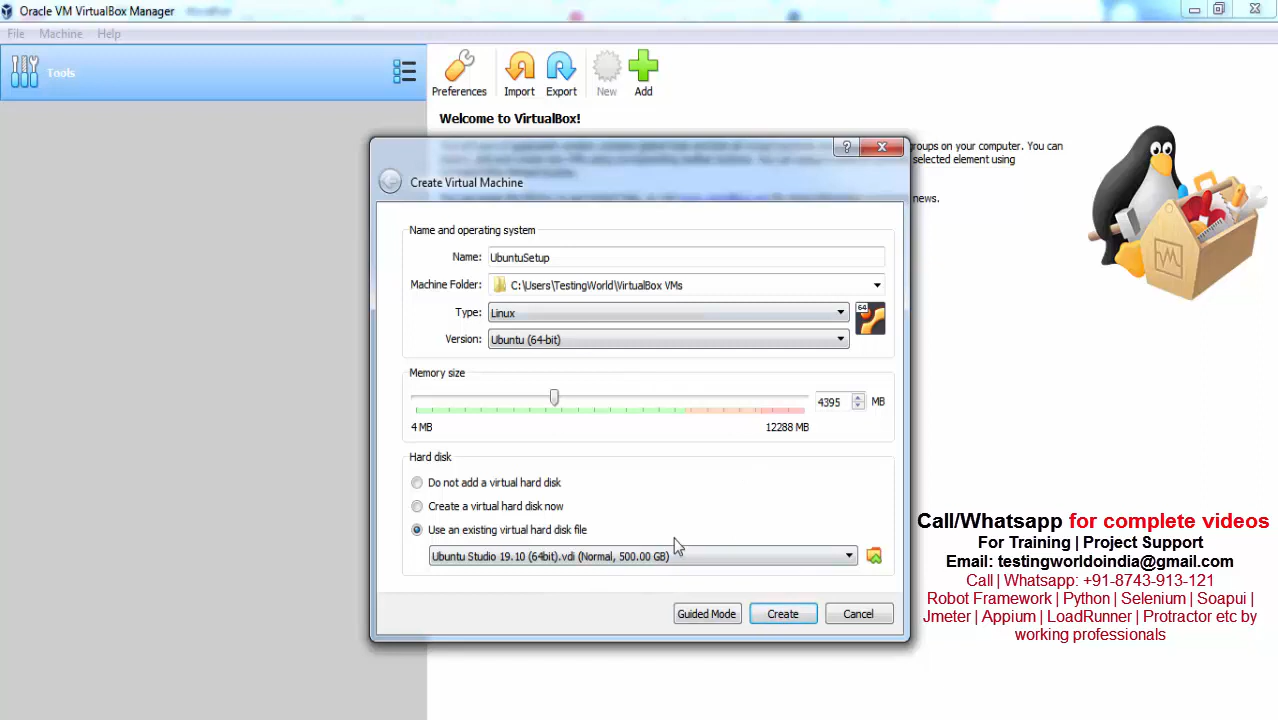 Oracle VM VirtualBox Manager
File Machine Help
Tools
Preferences Import Export New Add
Welcome to VirtualBox!
groups on your computer. You can
selected element using
news.
Create Virtual Machine
Name and operating system
Name: UbuntuSetup
Machine Folder: C:\Users\TestingWorld\VirtualBox VMs
Type: Linux
64
Version: Ubuntu (64-bit)
Memory size
4395 MB
4 MB 12288 MB
Hard disk
Do not add a virtual hard disk
Create a virtual hard disk now
Use an existing virtual hard disk file
Ubuntu Studio 19.10 (64bit).vdi (Normal, 500.00 GB)
Guided Mode Create Cancel
Call/Whatsapp for complete videos
For Training | Project Support
Email: testingworldoindia@gmail.com
Call | Whatsapp: +91-8743-913-121
Robot Framework | Python | Selenium | Soapui |
Jmeter | Appium | LoadRunner | Protractor etc by
working professionals